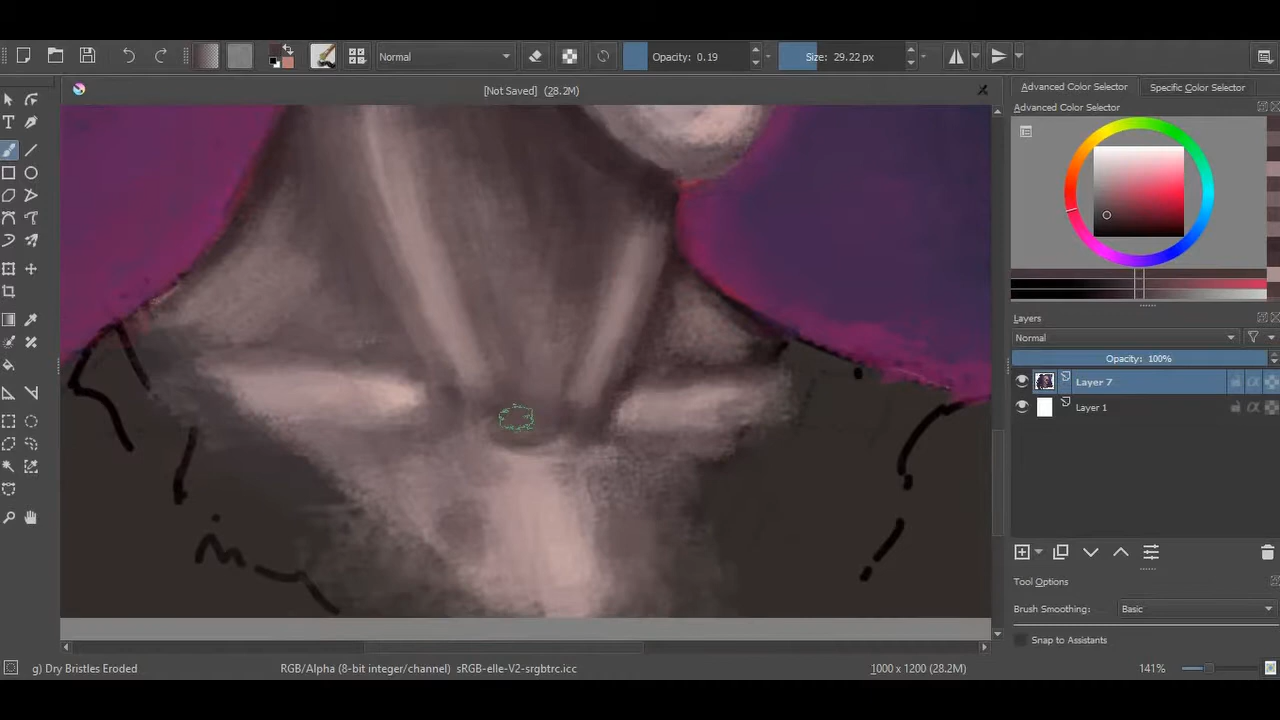 Normal
Opacity: 0.19
Size: 29.22 px
[Not Saved] (28.2M)
Advanced Color Selector
Specific Color Selector
Advanced Color Selector
Layers
Normal
Opacity: 100%
Layer 7
Layer 1
Tool Options
Brush Smoothing:
Basic
Snap to Assistants
g) Dry Bristles Eroded
RGB/Alpha (8-bit integer/channel) sRGB-elle-V2-srgbtrc.icc
1000 x 1200 (28.2M)
141%